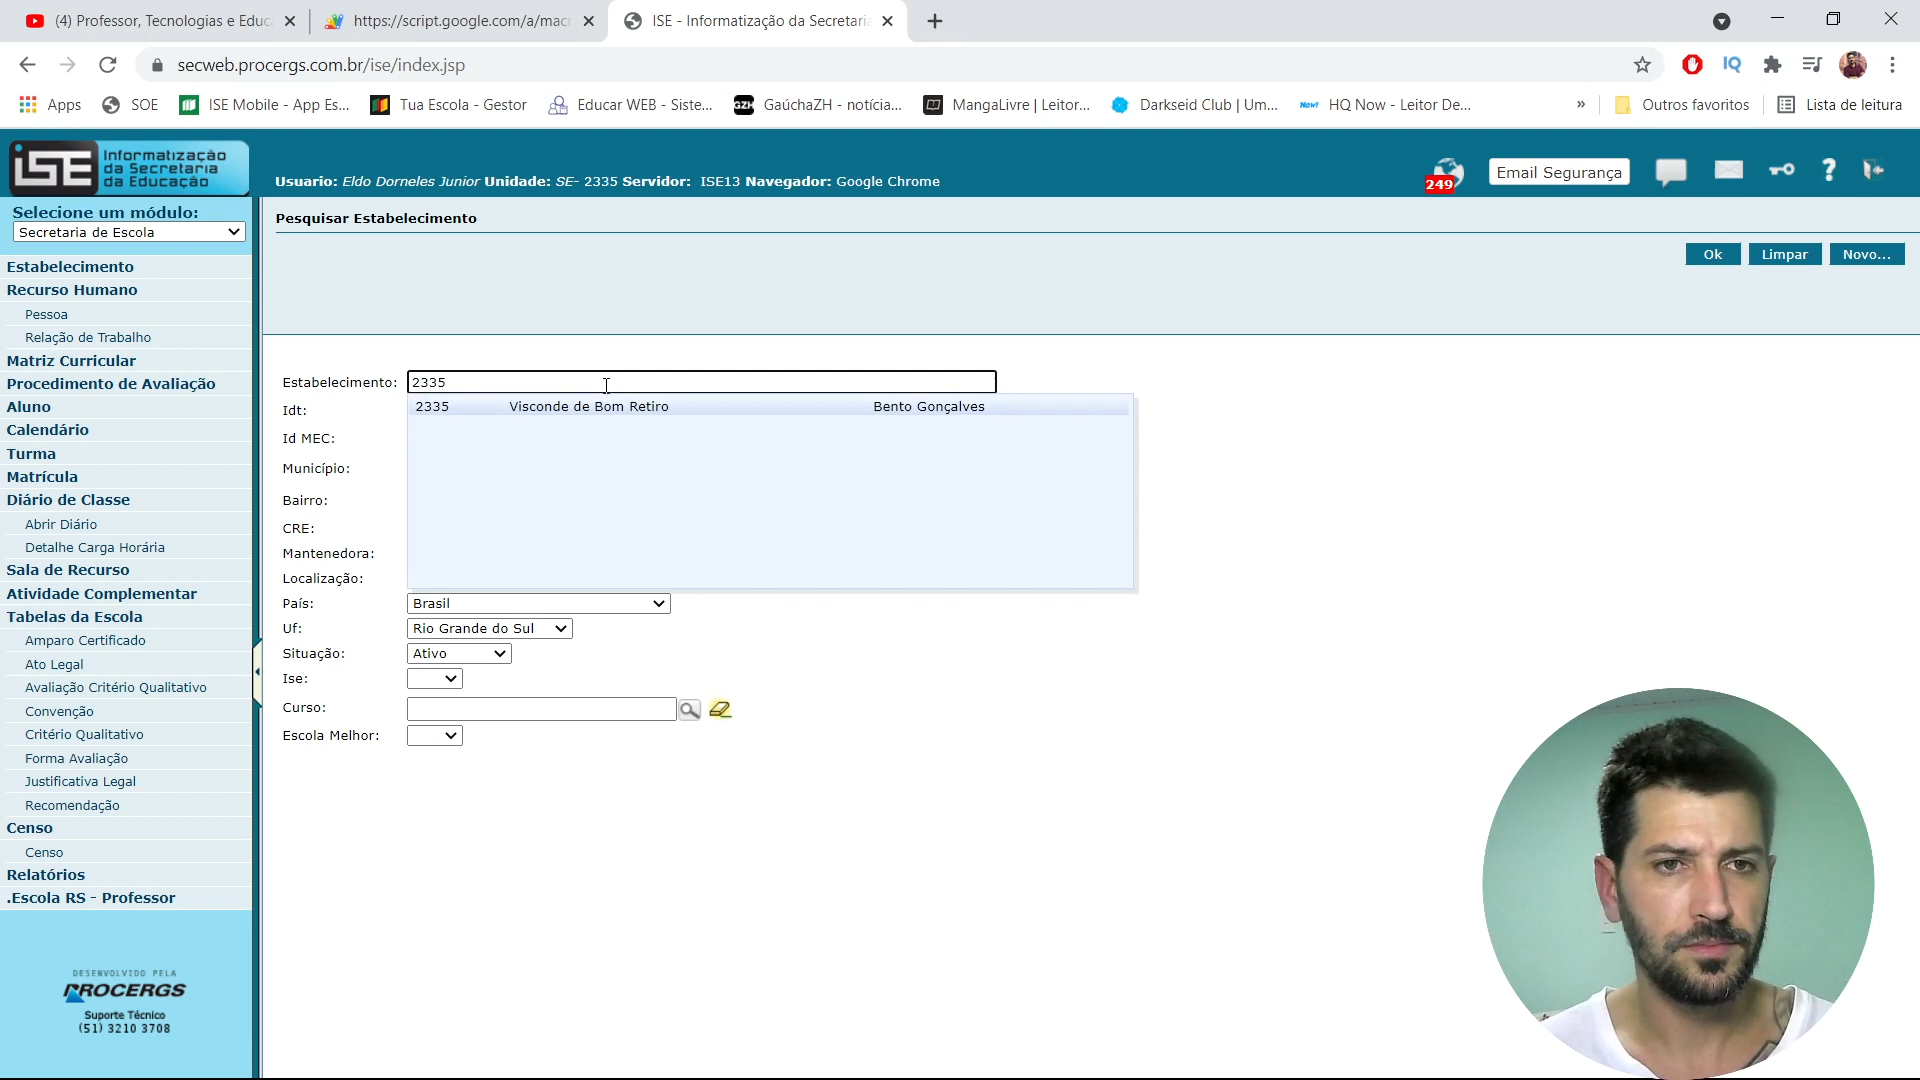 (4) Professor, Tecnologias e Educ
https://script.google.com/a/macr
ISE - Informatização da Secretaria
secweb.procergs.com.br/ise/index.jsp
IQ
Apps
SOE
ISE Mobile - App Es...
Tua Escola - Gestor
Educar WEB - Siste...
GZH
GaúchaZH - notícia...
MangaLivre | Leitor...
Darkseid Club | Um...
Now!
HQ Now - Leitor De...
»
Outros favoritos
Lista de leitura
ISE
Informatização
da Secretaria
da Educação
Usuario: Eldo Dorneles Junior Unidade: SE- 2335 Servidor: ISE13 Navegador: Google Chrome
249
Email Segurança
?
Selecione um módulo:
Secretaria de Escola
Estabelecimento
Recurso Humano
Pessoa
Relação de Trabalho
Matriz Curricular
Procedimento de Avaliação
Aluno
Calendário
Turma
Matrícula
Diário de Classe
Abrir Diário
Detalhe Carga Horária
Sala de Recurso
Atividade Complementar
Tabelas da Escola
Amparo Certificado
Ato Legal
Avaliação Critério Qualitativo
Convenção
Critério Qualitativo
Forma Avaliação
Justificativa Legal
Recomendação
Censo
Censo
Relatórios
.Escola RS - Professor
DESENVOLVIDO PELA
PROCERGS
Suporte Técnico
(51) 3210 3708
Pesquisar Estabelecimento
Ok
Limpar
Novo...
Estabelecimento: 2335
2335 Visconde de Bom Retiro Bento Gonçalves
Idt:
Id MEC:
Município:
Bairro:
CRE:
Mantenedora:
Localização:
País: Brasil
Uf: Rio Grande do Sul
Situação: Ativo
Ise:
Curso:
Escola Melhor: